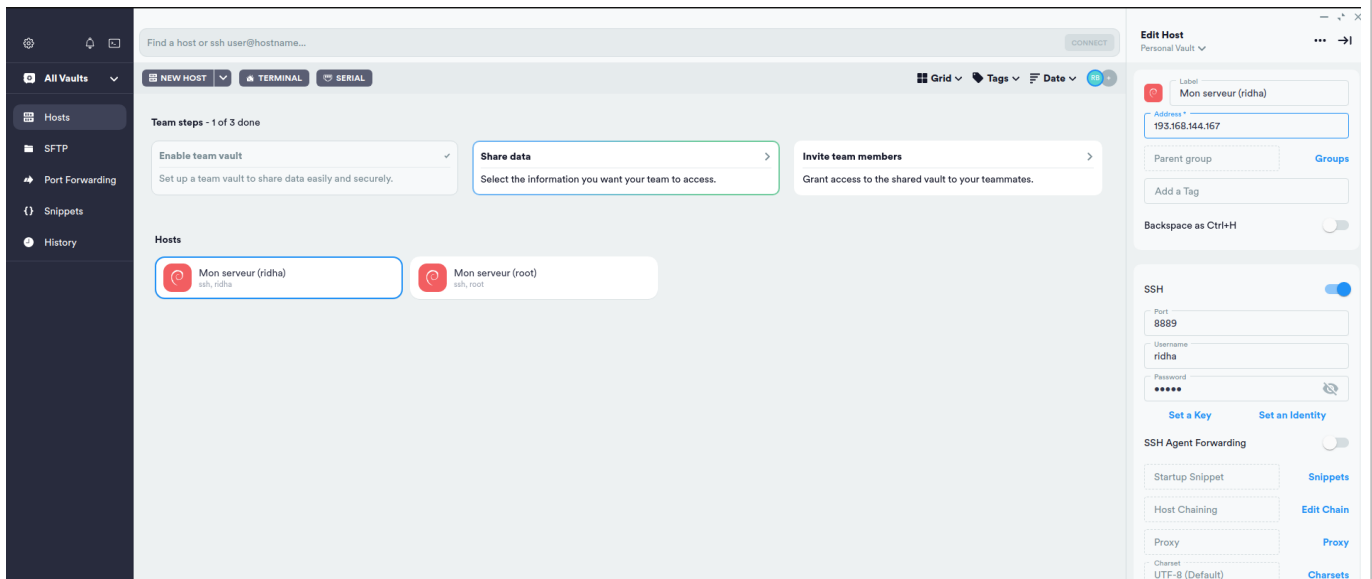 Find a host or ssh user@hostname...
CONNECT
All Vaults
Hosts
SFTP
Port Forwarding
Snippets
History
NEW HOST
TERMINAL
SERIAL
Grid
Tags
Date
RB
+
Team steps - 1 of 3 done
Enable team vault
Set up a team vault to share data easily and securely.
Share data
Select the information you want your team to access.
Invite team members
Grant access to the shared vault to your teammates.
Hosts
Mon serveur (ridha)
ssh, ridha
Mon serveur (root)
ssh, root
Edit Host
Personal Vault
Label
Mon serveur (ridha)
Address *
193.168.144.167
Parent group
Groups
Add a Tag
Backspace as Ctrl+H
SSH
Port
8889
Username
ridha
Password
•••••
Set a Key
Set an Identity
SSH Agent Forwarding
Startup Snippet
Snippets
Host Chaining
Edit Chain
Proxy
Proxy
Charset
UTF-8 (Default)
Charsets